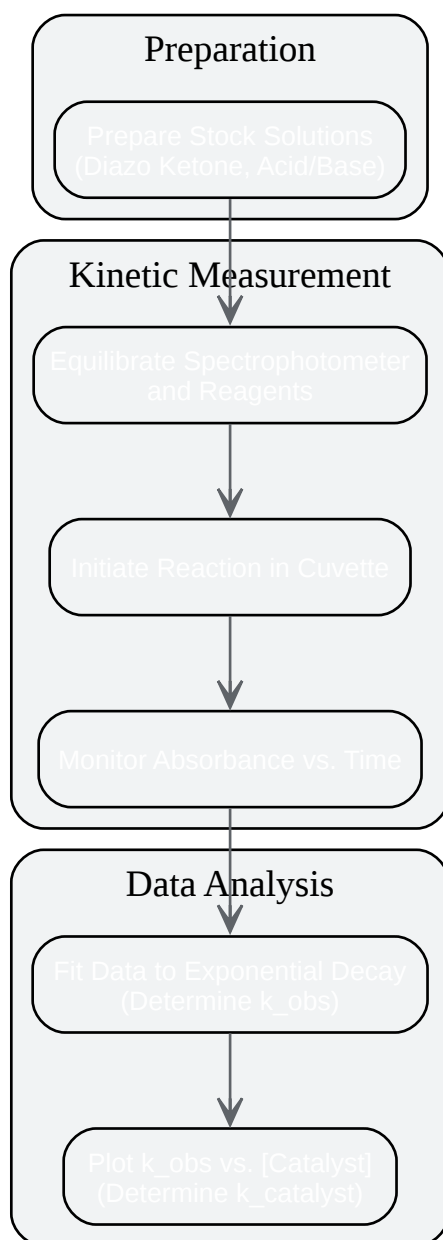 Preparation
Prepare Stock Solutions
(Diazo Ketone, Acid/Base)
Kinetic Measurement
Equilibrate Spectrophotometer
and Reagents
Initiate Reaction in Cuvette
Monitor Absorbance vs. Time
Data Analysis
Fit Data to Exponential Decay
(Determine k_obs)
Plot k_obs vs. [Catalyst]
(Determine k_catalyst)